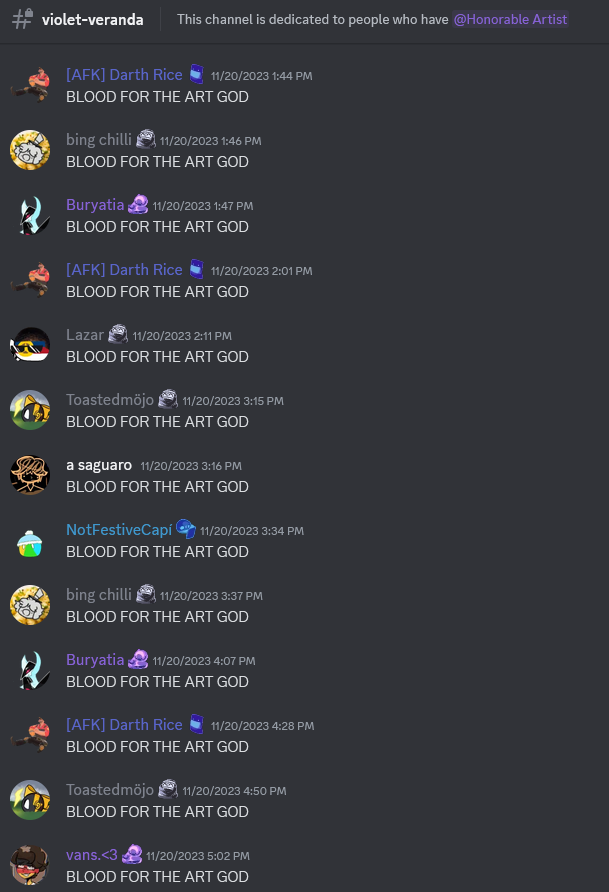 violet-veranda This channel is dedicated to people who have @Honorable Artist
[AFK] Darth Rice 11/20/2023 1:44 PM
BLOOD FOR THE ART GOD
bing chilli 11/20/2023 1:46 PM
BLOOD FOR THE ART GOD
Buryatia 11/20/2023 1:47 PM
BLOOD FOR THE ART GOD
[AFK] Darth Rice 11/20/2023 2:01 PM
BLOOD FOR THE ART GOD
Lazar 11/20/2023 2:11 PM
BLOOD FOR THE ART GOD
Toastedmöjo 11/20/2023 3:15 PM
BLOOD FOR THE ART GOD
a saguaro 11/20/2023 3:16 PM
BLOOD FOR THE ART GOD
NotFestiveCapí 11/20/2023 3:34 PM
BLOOD FOR THE ART GOD
bing chilli 11/20/2023 3:37 PM
BLOOD FOR THE ART GOD
Buryatia 11/20/2023 4:07 PM
BLOOD FOR THE ART GOD
[AFK] Darth Rice 11/20/2023 4:28 PM
BLOOD FOR THE ART GOD
Toastedmöjo 11/20/2023 4:50 PM
BLOOD FOR THE ART GOD
vans.<3 11/20/2023 5:02 PM
BLOOD FOR THE ART GOD